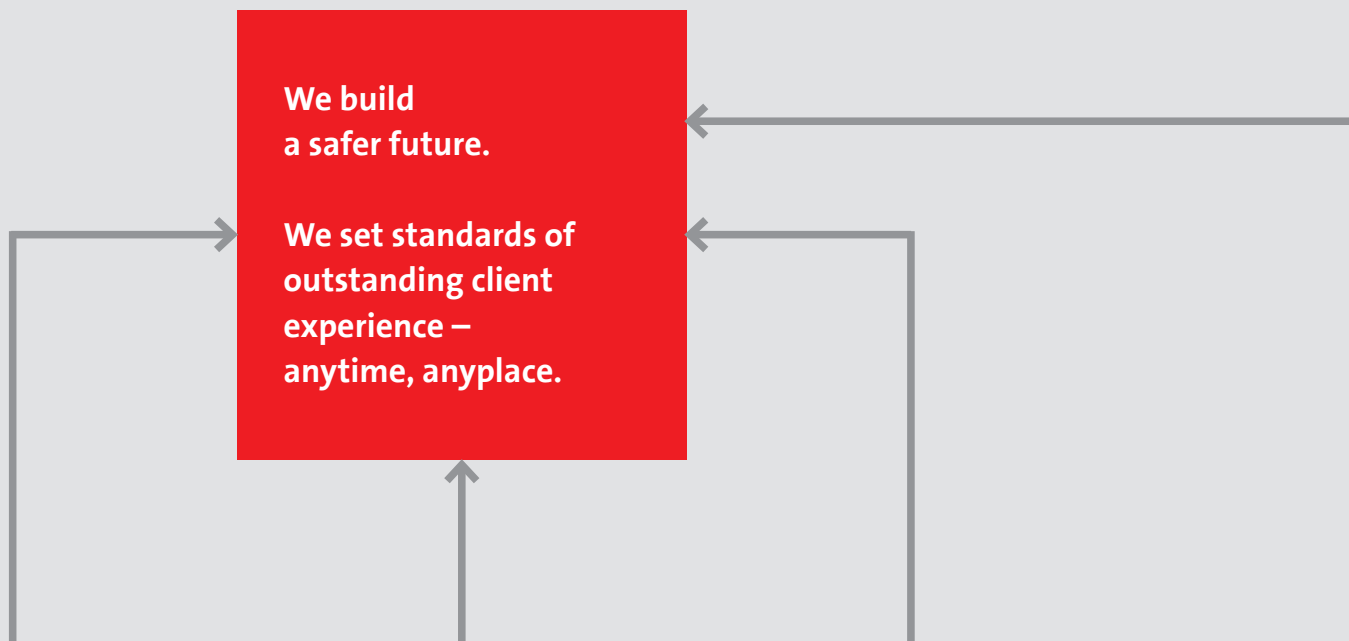 We build
a safer future.
We set standards of
outstanding client
experience –
anytime, anyplace.